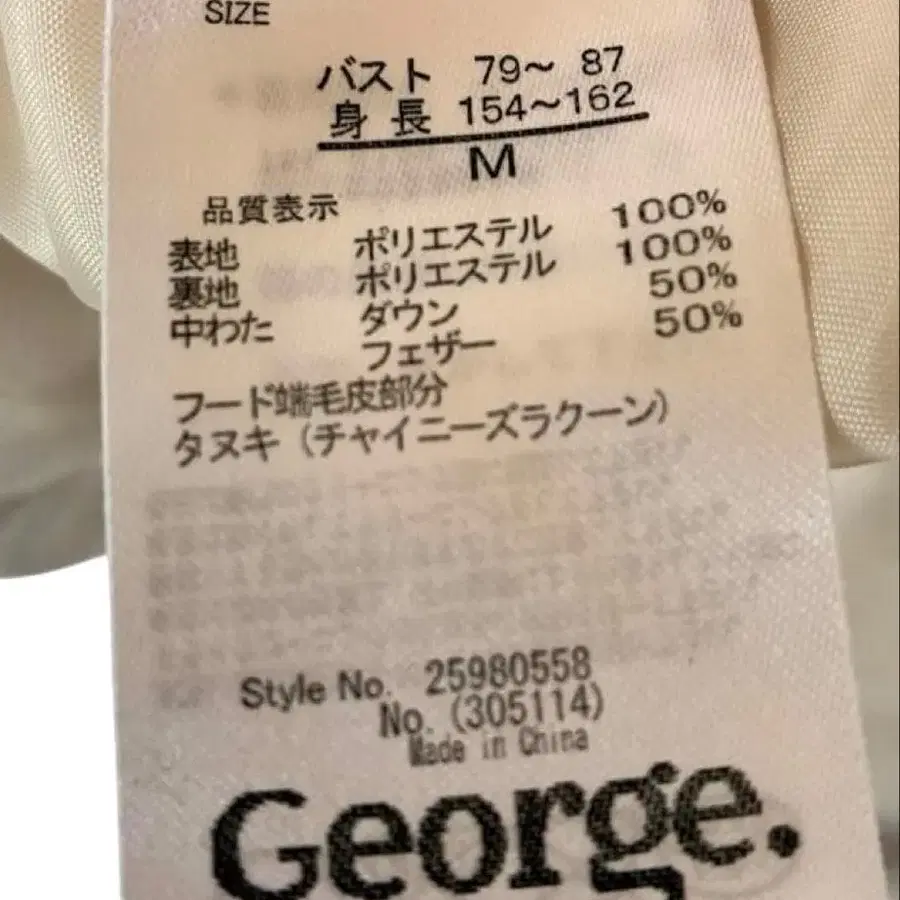 SIZE
バスト 79～ 87
身 長 154～162
M
品質表示
表地 ポリエステル 100%
裏地 ポリエステル 100%
中わた ダウン 50%
フェザー 50%
フード端毛皮部分
タヌキ（チャイニーズラクーン）
Style No. 25980558
No. (305114)
Made in China
George.